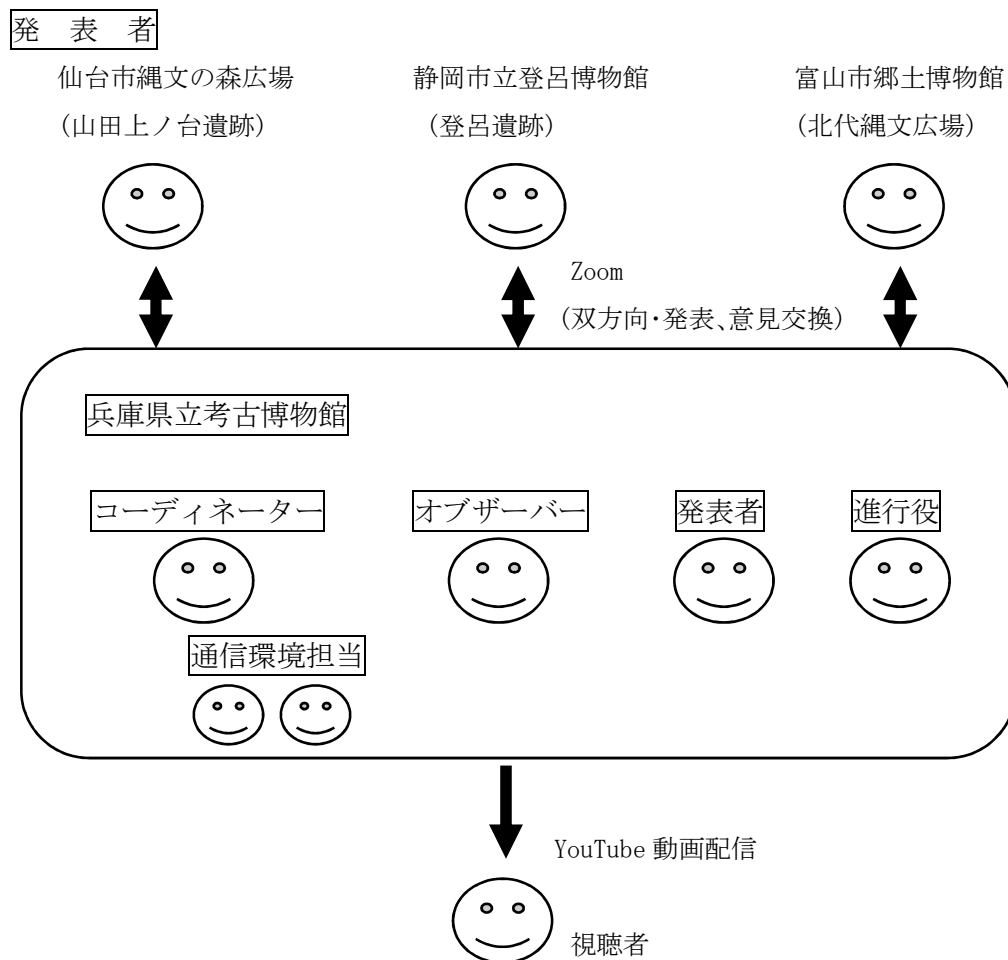 発 表 者
仙台市縄文の森広場
(山田上ノ台遺跡)
静岡市立登呂博物館
(登呂遺跡)
富山市郷土博物館
(北代縄文広場)
Zoom
(双方向・発表、意見交換)
兵庫県立考古博物館
コーディネーター
オブザーバー
発表者
進行役
通信環境担当
YouTube 動画配信
視聴者